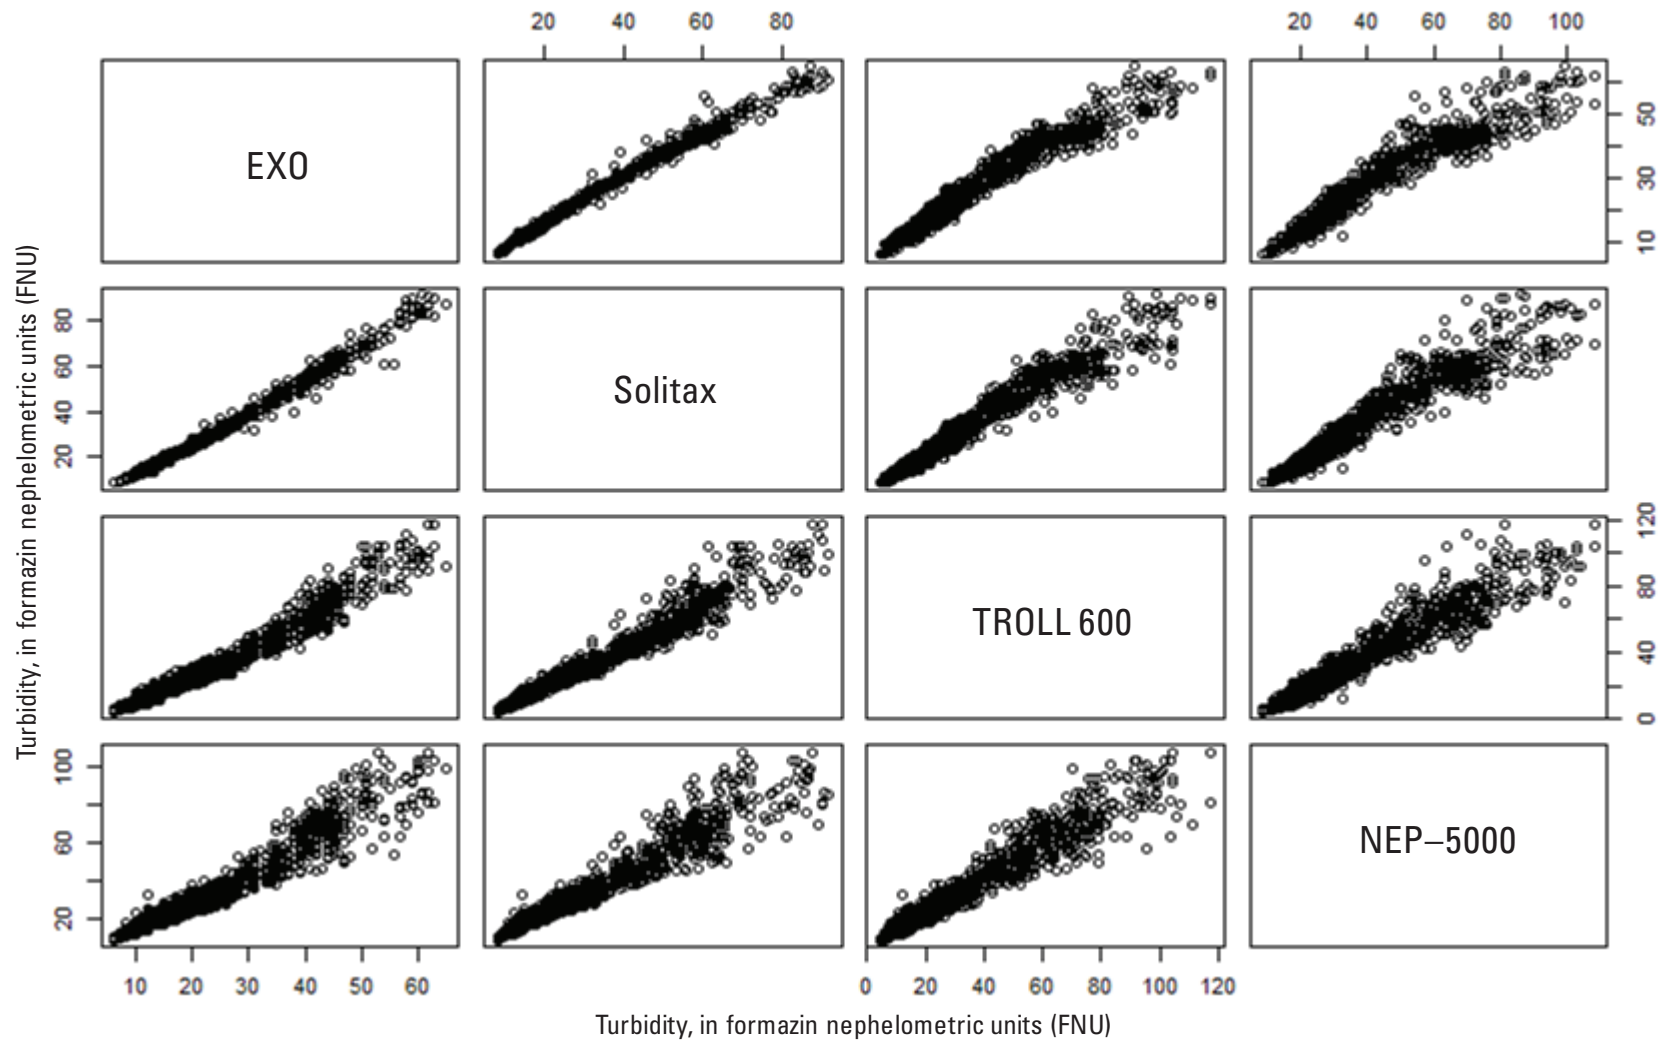 20 40 60 80 20 40 60 80 100
EXO
10 30 50
Turbidity, in formazin nephelometric units (FNU)
20 40 60 80
Solitax
TROLL 600
0 40 80 120
20 60 100
NEP–5000
10 20 30 40 50 60 0 20 40 60 80 100 120
Turbidity, in formazin nephelometric units (FNU)